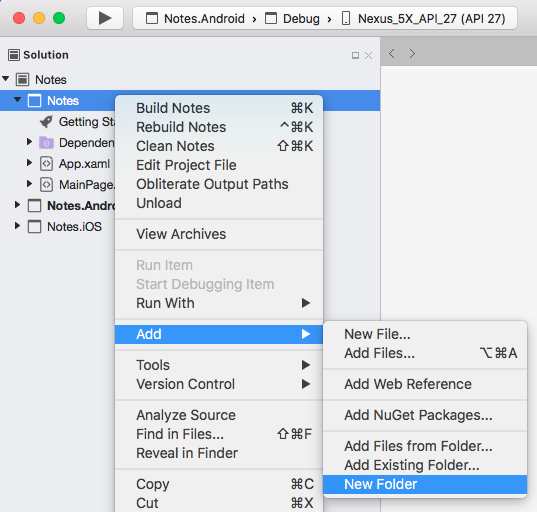 Notes.Android › Debug › Nexus_5X_API_27 (API 27)
Solution
Notes
Notes
Getting Sta
Depender
App.xaml
MainPage.
Notes.Andro
Notes.iOS
Build Notes ⌘K
Rebuild Notes ^⌘K
Clean Notes ⇧⌘K
Edit Project File
Obliterate Output Paths
Unload
View Archives
Run Item
Start Debugging Item
Run With
Add
Tools
Version Control
Analyze Source
Find in Files... ⇧⌘F
Reveal in Finder
Copy ⌘C
Cut ⌘X
New File...
Add Files... ⌥⌘A
Add Web Reference
Add NuGet Packages...
Add Files from Folder...
Add Existing Folder...
New Folder